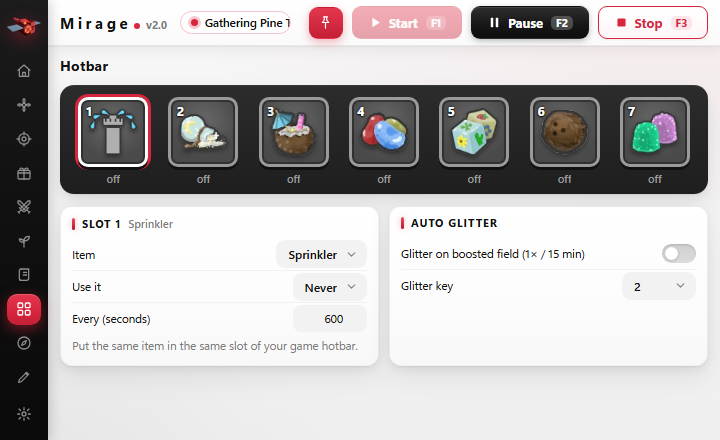 Mirage v2.0 Gathering Pine T Start F1 Pause F2 Stop F3
Hotbar
1 2 3 4 5 6 7
off off off off off off off
SLOT 1 Sprinkler
Item Sprinkler
Use it Never
Every (seconds) 600
Put the same item in the same slot of your game hotbar.
AUTO GLITTER
Glitter on boosted field (1× / 15 min)
Glitter key 2